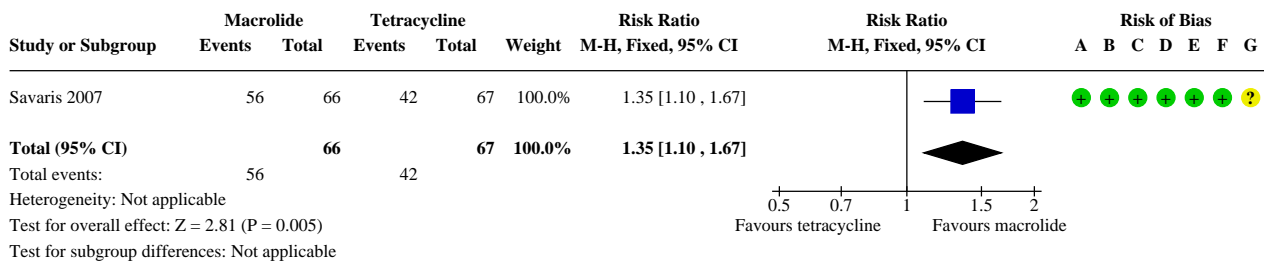 Macrolide Tetracycline Risk Ratio Risk Ratio Risk of Bias
Study or Subgroup Events Total Events Total Weight M-H, Fixed, 95% CI M-H, Fixed, 95% CI A B C D E F G
Savaris 2007 56 66 42 67 100.0% 1.35 [1.10 , 1.67] + + + + + + ?
Total (95% CI) 66 67 100.0% 1.35 [1.10 , 1.67]
Total events: 56 42
Heterogeneity: Not applicable 0.5 0.7 1 1.5 2
Test for overall effect: Z = 2.81 (P = 0.005) Favours tetracycline Favours macrolide
Test for subgroup differences: Not applicable